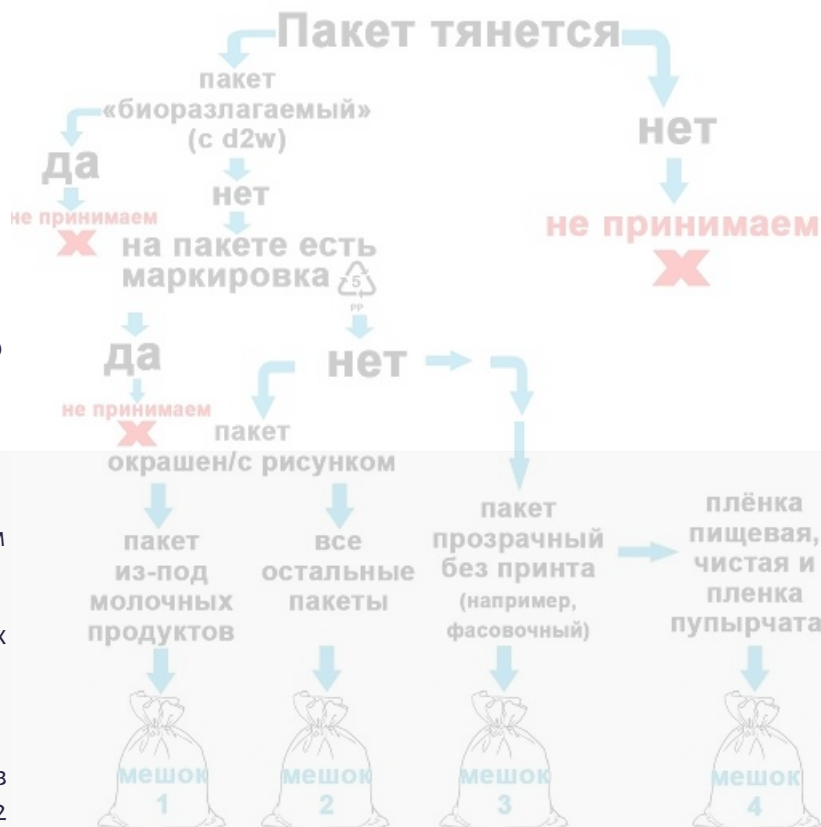 Пакет тянется
пакет
«биоразлагаемый»
(с d2w)
да
не принимаем
нет
на пакете есть
маркировка
5
PP
нет
не принимаем
да
не принимаем
нет
пакет
окрашен/с рисунком
пакет
из-под
молочных
продуктов
все
остальные
пакеты
пакет
прозрачный
без принта
(например,
фасовочный)
плёнка
пищевая,
чистая и
пленка
пупырчата
мешок
1
мешок
2
мешок
3
мешок
4